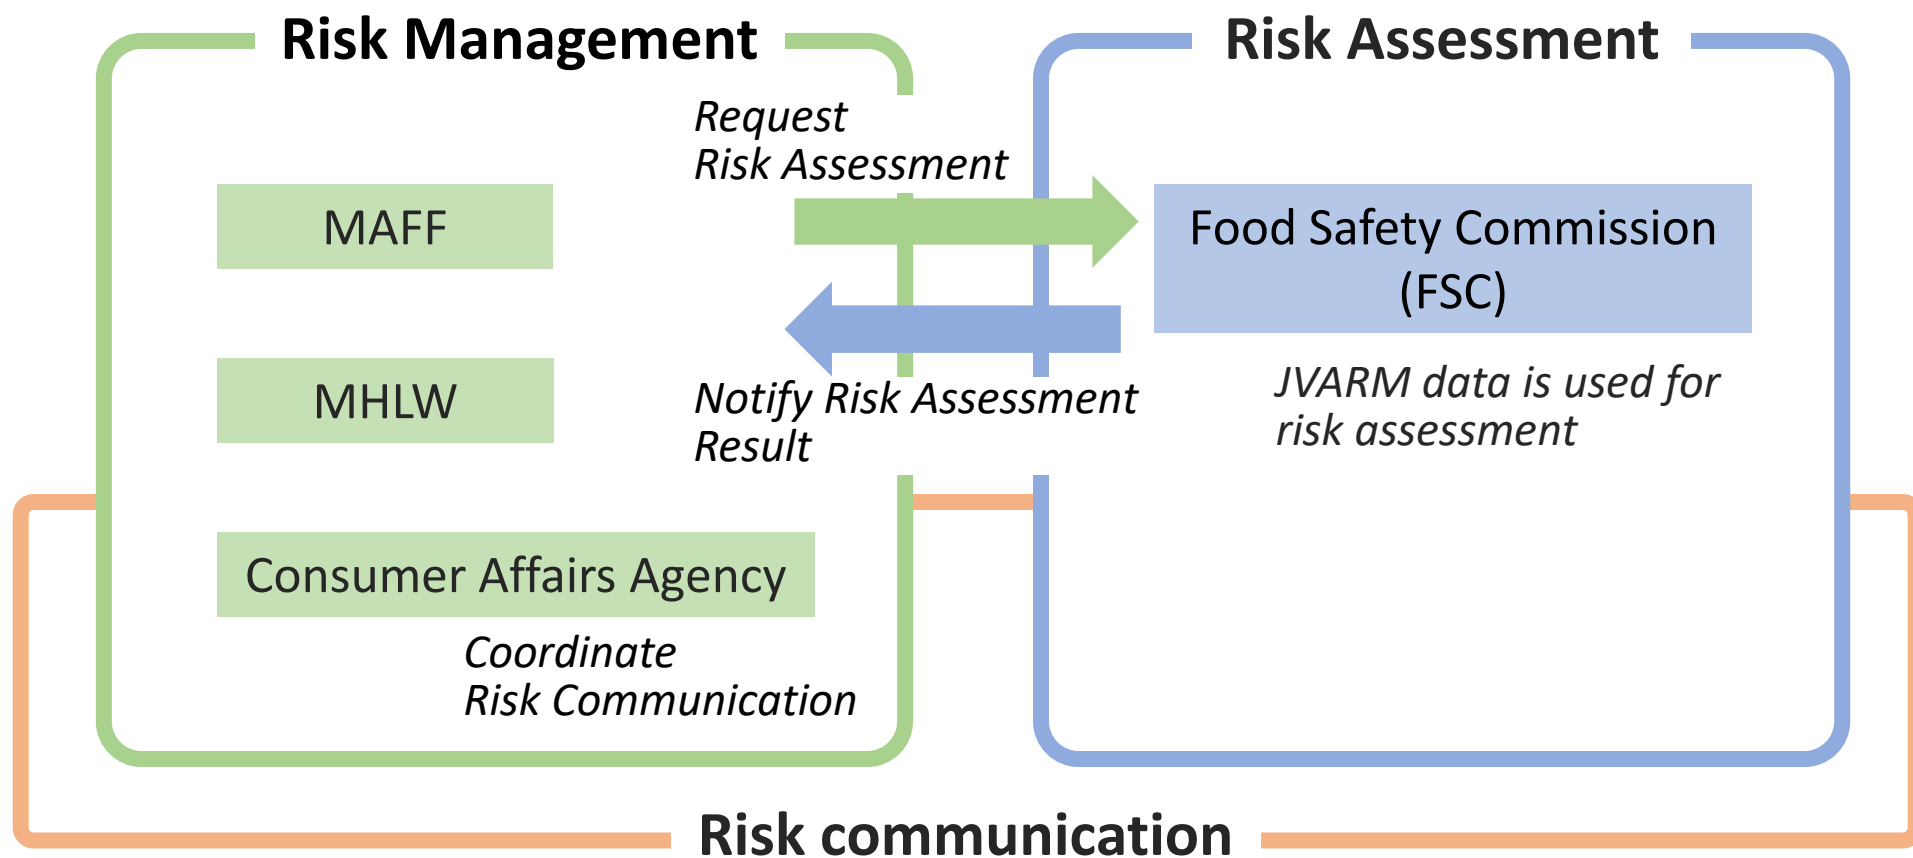 Risk Management
Risk Assessment
Request
Risk Assessment
MAFF
Food Safety Commission
(FSC)
MHLW
Notify Risk Assessment
Result
JVARM data is used for
risk assessment
Consumer Affairs Agency
Coordinate
Risk Communication
Risk communication